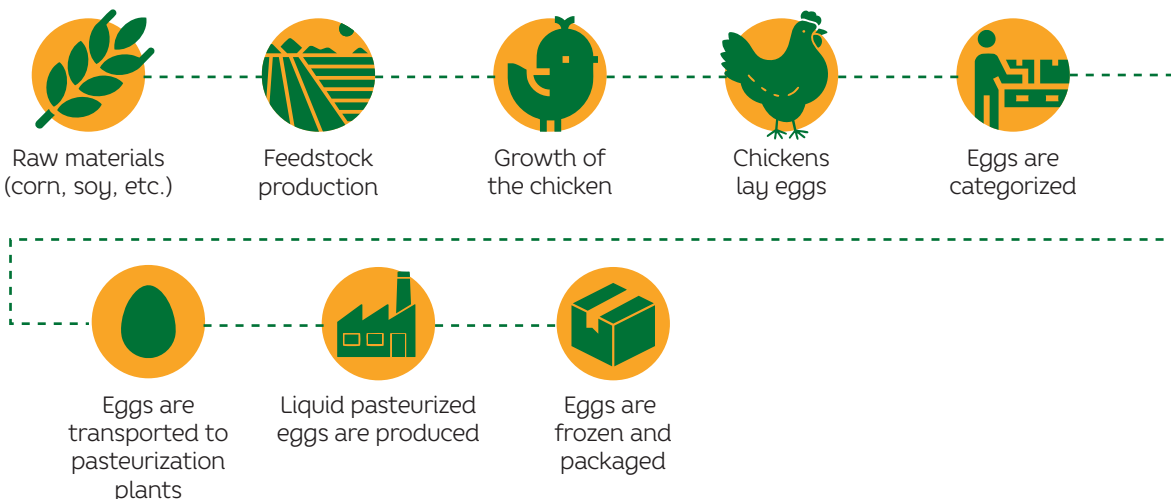 Raw materials
(corn, soy, etc.)
Feedstock
production
Growth of
the chicken
Chickens
lay eggs
Eggs are
categorized
Eggs are
transported to
pasteurization
plants
Liquid pasteurized
eggs are produced
Eggs are
frozen and
packaged